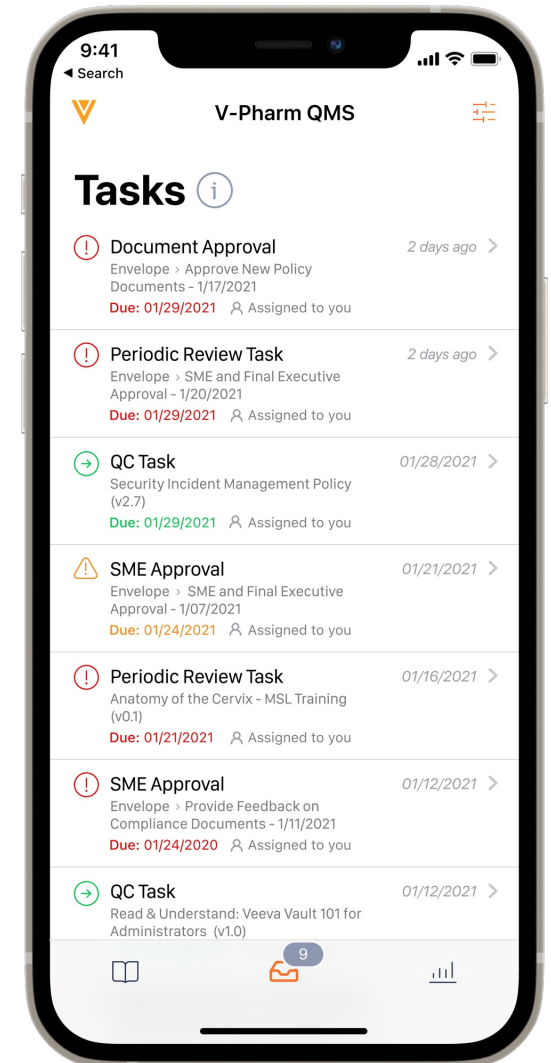 9:41
◀ Search
V-Pharm QMS
Tasks
Document Approval
2 days ago
Envelope › Approve New Policy
Documents - 1/17/2021
Due: 01/29/2021 Assigned to you
Periodic Review Task
2 days ago
Envelope › SME and Final Executive
Approval - 1/20/2021
Due: 01/29/2021 Assigned to you
QC Task
01/28/2021
Security Incident Management Policy
(v2.7)
Due: 01/29/2021 Assigned to you
SME Approval
01/21/2021
Envelope › SME and Final Executive
Approval - 1/07/2021
Due: 01/24/2021 Assigned to you
Periodic Review Task
01/16/2021
Anatomy of the Cervix - MSL Training
(v0.1)
Due: 01/21/2021 Assigned to you
SME Approval
01/12/2021
Envelope › Provide Feedback on
Compliance Documents - 1/11/2021
Due: 01/24/2020 Assigned to you
QC Task
01/12/2021
Read & Understand: Veeva Vault 101 for
Administrators (v1.0)
9